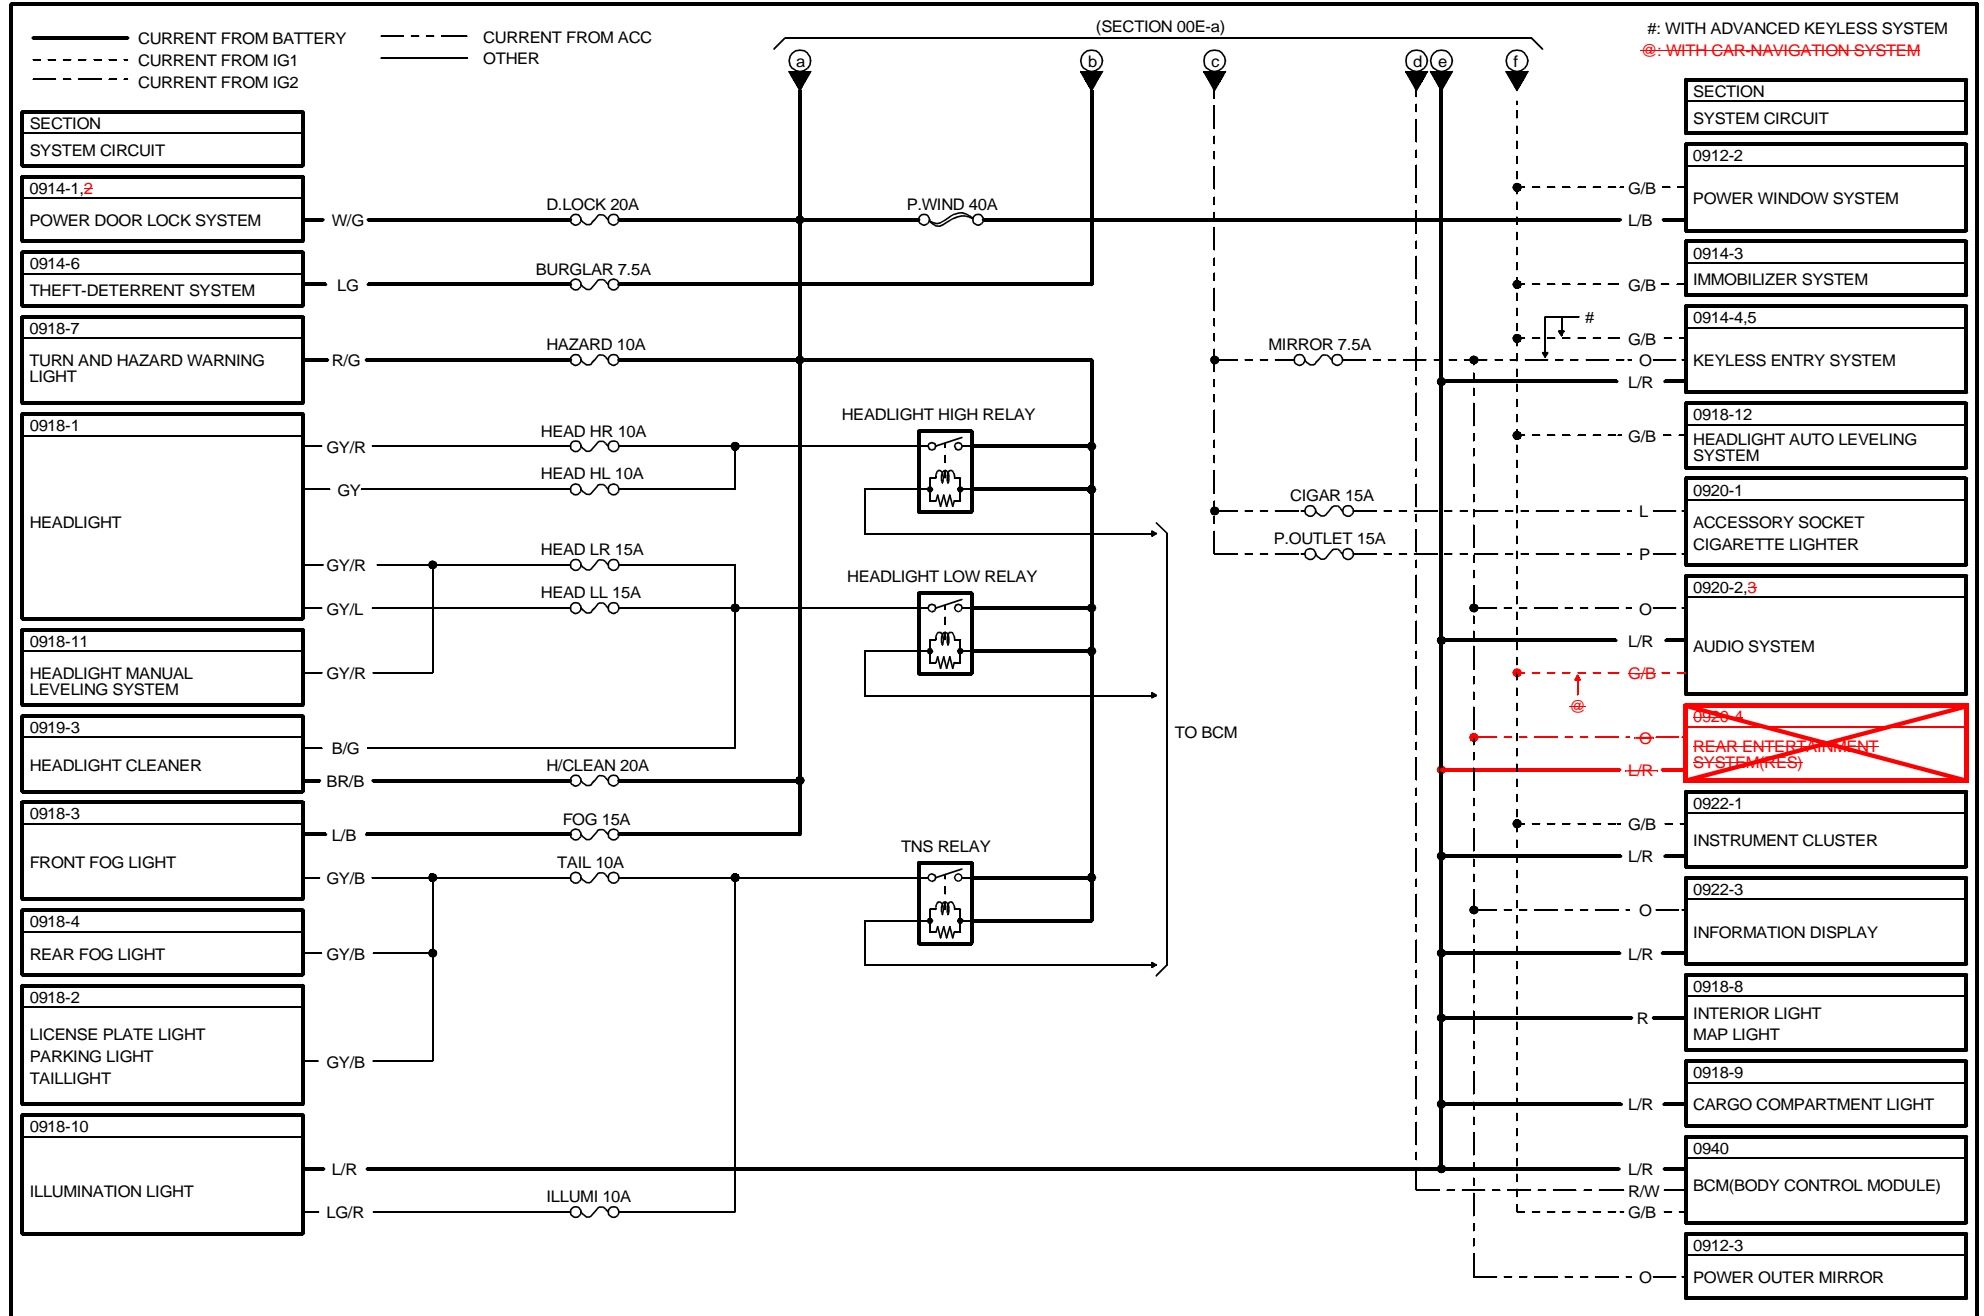 (SECTION 00E-a)
CURRENT FROM BATTERY
CURRENT FROM IG1
CURRENT FROM IG2
CURRENT FROM ACC
OTHER
#: WITH ADVANCED KEYLESS SYSTEM
@: WITH CAR-NAVIGATION SYSTEM
a
b
c
d
e
f
SECTION
SYSTEM CIRCUIT
0914-1,2
POWER DOOR LOCK SYSTEM
W/G
D.LOCK 20A
P.WIND 40A
0914-6
THEFT-DETERRENT SYSTEM
LG
BURGLAR 7.5A
0918-7
TURN AND HAZARD WARNING
LIGHT
R/G
HAZARD 10A
0918-1
HEADLIGHT
GY/R
HEAD HR 10A
GY
HEAD HL 10A
GY/R
HEAD LR 15A
GY/L
HEAD LL 15A
HEADLIGHT HIGH RELAY
HEADLIGHT LOW RELAY
0918-11
HEADLIGHT MANUAL
LEVELING SYSTEM
GY/R
0919-3
HEADLIGHT CLEANER
B/G
BR/B
H/CLEAN 20A
0918-3
FRONT FOG LIGHT
L/B
FOG 15A
GY/B
TAIL 10A
TNS RELAY
0918-4
REAR FOG LIGHT
GY/B
0918-2
LICENSE PLATE LIGHT
PARKING LIGHT
TAILLIGHT
GY/B
0918-10
ILLUMINATION LIGHT
L/R
LG/R
ILLUMI 10A
TO BCM
MIRROR 7.5A
CIGAR 15A
P.OUTLET 15A
SECTION
SYSTEM CIRCUIT
0912-2
POWER WINDOW SYSTEM
G/B
L/B
0914-3
IMMOBILIZER SYSTEM
G/B
0914-4,5
KEYLESS ENTRY SYSTEM
#
G/B
O
L/R
0918-12
HEADLIGHT AUTO LEVELING
SYSTEM
G/B
0920-1
ACCESSORY SOCKET
CIGARETTE LIGHTER
L
P
0920-2,3
AUDIO SYSTEM
O
L/R
G/B
@
0920-4
REAR ENTERTAINMENT
SYSTEM(RES)
O
L/R
0922-1
INSTRUMENT CLUSTER
G/B
L/R
0922-3
INFORMATION DISPLAY
O
L/R
0918-8
INTERIOR LIGHT
MAP LIGHT
R
0918-9
CARGO COMPARTMENT LIGHT
L/R
0940
BCM(BODY CONTROL MODULE)
L/R
R/W
G/B
0912-3
POWER OUTER MIRROR
O